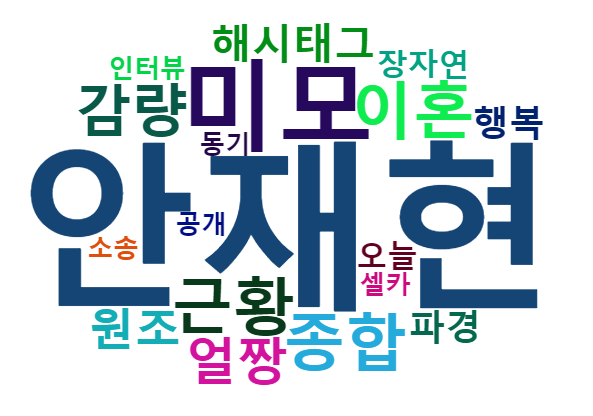 해시태그
인터뷰
장자연
감량
미모
이혼
행복
동기
안재현
공개
소송
오늘
셀카
근황
원조
종합
파경
얼짱